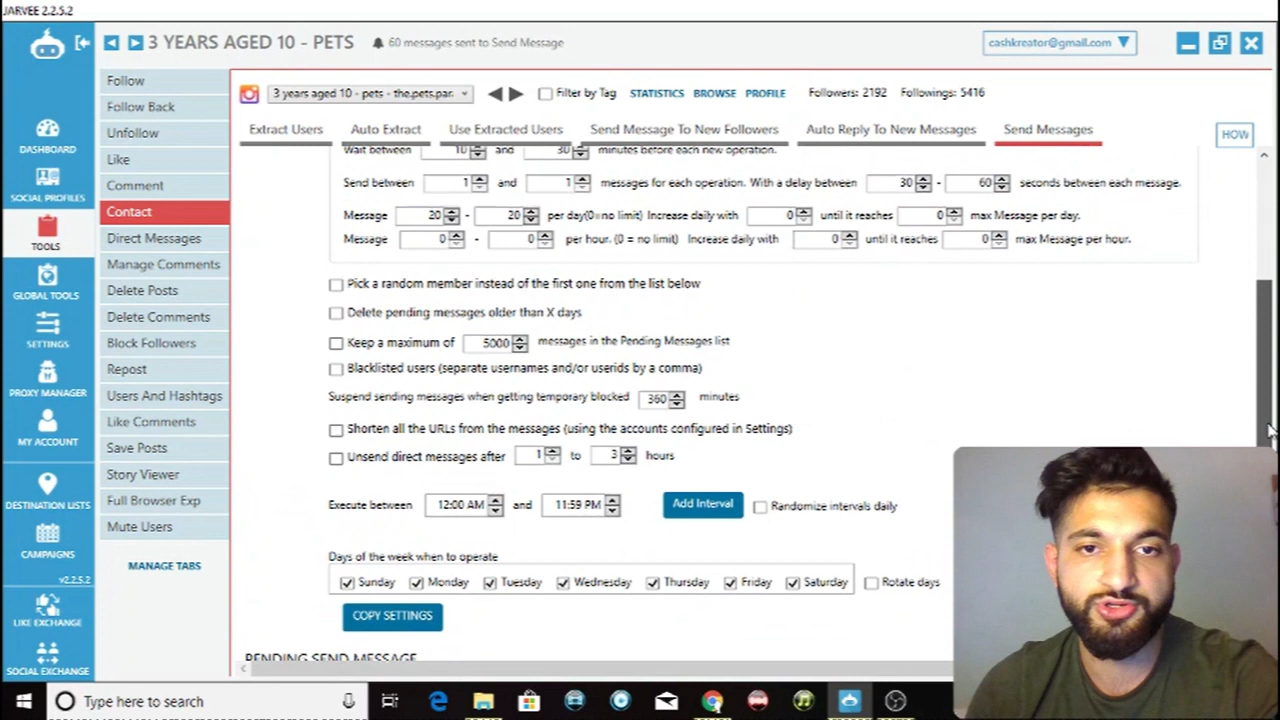 JARVEE 2.2.5.2
3 YEARS AGED 10 - PETS
60 messages sent to Send Message
cashkreator@gmail.com
DASHBOARD
SOCIAL PROFILES
TOOLS
GLOBAL TOOLS
SETTINGS
PROXY MANAGER
MY ACCOUNT
DESTINATION LISTS
CAMPAIGNS
v2.2.5.2
LIKE EXCHANGE
SOCIAL EXCHANGE
Follow
Follow Back
Unfollow
Like
Comment
Contact
Direct Messages
Manage Comments
Delete Posts
Delete Comments
Block Followers
Repost
Users And Hashtags
Like Comments
Save Posts
Story Viewer
Full Browser Exp
Mute Users
MANAGE TABS
3 years aged 10 - pets - the.pets.par. Filter by Tag STATISTICS BROWSE PROFILE Followers: 2192 Followings: 5416
Extract Users Auto Extract Use Extracted Users Send Message To New Followers Auto Reply To New Messages Send Messages HOW
Wait between 10 and 30 minutes before each new operation.
Send between 1 and 1 messages for each operation. With a delay between 30 - 60 seconds between each message.
Message 20 - 20 per day(0=no limit) Increase daily with 0 until it reaches 0 max Message per day.
Message 0 - 0 per hour. (0 = no limit) Increase daily with 0 until it reaches 0 max Message per hour.
Pick a random member instead of the first one from the list below
Delete pending messages older than X days
Keep a maximum of 5000 messages in the Pending Messages list
Blacklisted users (separate usernames and/or userids by a comma)
Suspend sending messages when getting temporary blocked 360 minutes
Shorten all the URLs from the messages (using the accounts configured in Settings)
Unsend direct messages after 1 to 3 hours
Execute between 12:00 AM and 11:59 PM Add Interval Randomize intervals daily
Days of the week when to operate
Sunday Monday Tuesday Wednesday Thursday Friday Saturday Rotate days
COPY SETTINGS
PENDING SEND MESSAGE
Type here to search